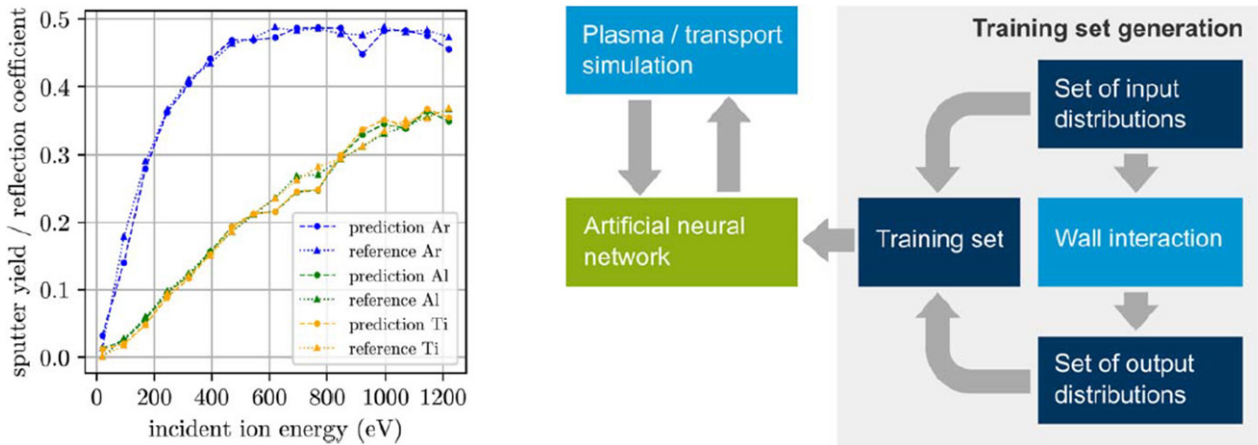 sputter yield / reflection coefficient
0.5
0.4
0.3
0.2
0.1
0.0
prediction Ar
reference Ar
prediction Al
reference Al
prediction Ti
reference Ti
0
200
400
600
800
1000
1200
incident ion energy (eV)
Plasma / transport
simulation
Artificial neural
network
Training set generation
Set of input
distributions
Training set
Wall interaction
Set of output
distributions